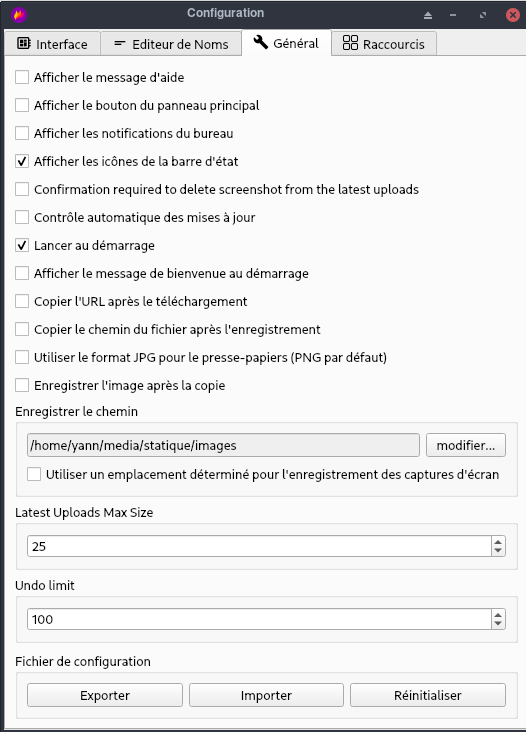 Configuration
Interface
Editeur de Noms
Général
Raccourcis
Afficher le message d'aide
Afficher le bouton du panneau principal
Afficher les notifications du bureau
Afficher les icônes de la barre d'état
Confirmation required to delete screenshot from the latest uploads
Contrôle automatique des mises à jour
Lancer au démarrage
Afficher le message de bienvenue au démarrage
Copier l'URL après le téléchargement
Copier le chemin du fichier après l'enregistrement
Utiliser le format JPG pour le presse-papiers (PNG par défaut)
Enregistrer l'image après la copie
Enregistrer le chemin
/home/yann/media/statique/images
modifier...
Utiliser un emplacement déterminé pour l'enregistrement des captures d'écran
Latest Uploads Max Size
25
Undo limit
100
Fichier de configuration
Exporter
Importer
Réinitialiser